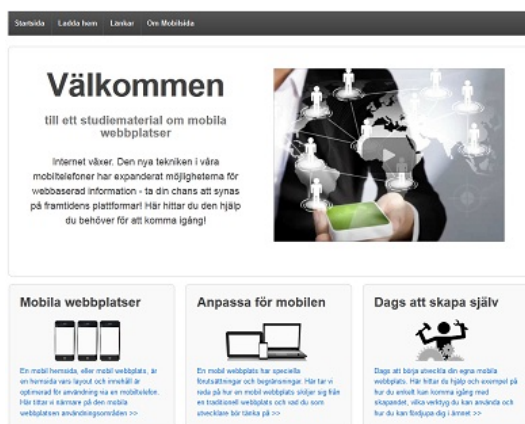 Startsida Ladda hem Länkar Om Mobilsida
Välkommen
till ett studiematerial om mobila
webbplatser
Internet växer. Den nya tekniken i våra
mobiltelefoner har expanderat möjligheterna för
webbaserad information - ta din chans att synas
på framtidens plattformar! Här hittar du den hjälp
du behöver för att komma igång!
Mobila webbplatser
En mobil hemsida, eller mobil webbplats, är
en hemsida vars layout och innehåll är
optimerad för användning via en mobiltelefon.
Här tittar vi närmare på den mobila
webbplatsen användningsområden >>
Anpassa för mobilen
En mobil webbplats har speciella
förutsättningar och begränsningar. Här tar vi
reda på hur en mobil webbplats skiljer sig från
en traditionell webbplats och vad du som
utvecklare bör tänka på >>
Dags att skapa själv
Dags att börja utveckla din egna mobila
webbplats. Här hittar du hjälp och exempel på
hur du enkelt kan komma igång med
skapandet, vilka verktyg du kan använda och
hur du kan fördjupa dig i ämnet >>